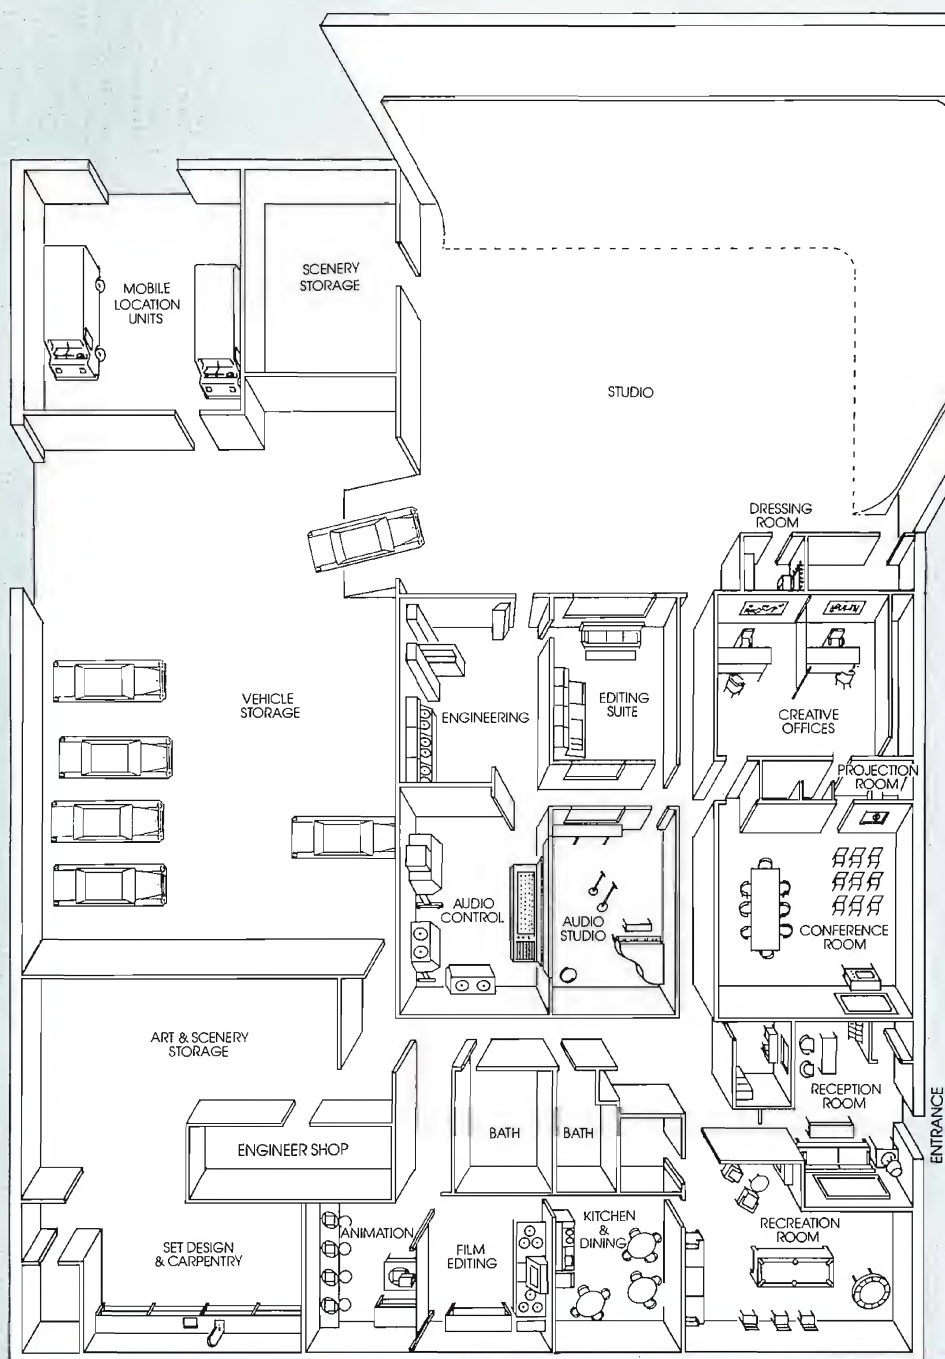 SCENERY
STORAGE
MOBILE
LOCATION
UNITS
STUDIO
DRESSING
ROOM
VEHICLE
STORAGE
ENGINEERING
EDITING
SUITE
CREATIVE
OFFICES
PROJECTION
ROOM
AUDIO
CONTROL
AUDIO
STUDIO
CONFERENCE
ROOM
ART & SCENERY
STORAGE
RECEPTION
ROOM
ENTRANCE
ENGINEER SHOP
BATH
BATH
ANIMATION
FILM
EDITING
KITCHEN
&
DINING
RECREATION
ROOM
SET DESIGN
& CARPENTRY